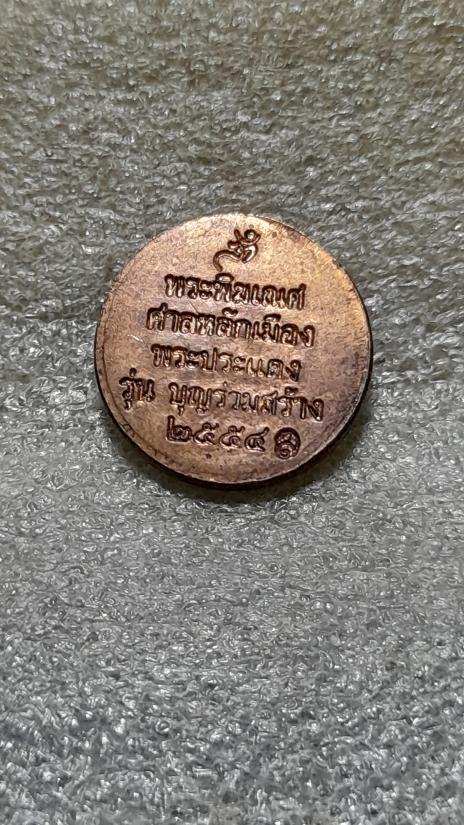 พระพิฆเณศ
ศาลหลักเมือง
พระประแดง
รุ่น บุญร่วมสร้าง
๒๕๕๔